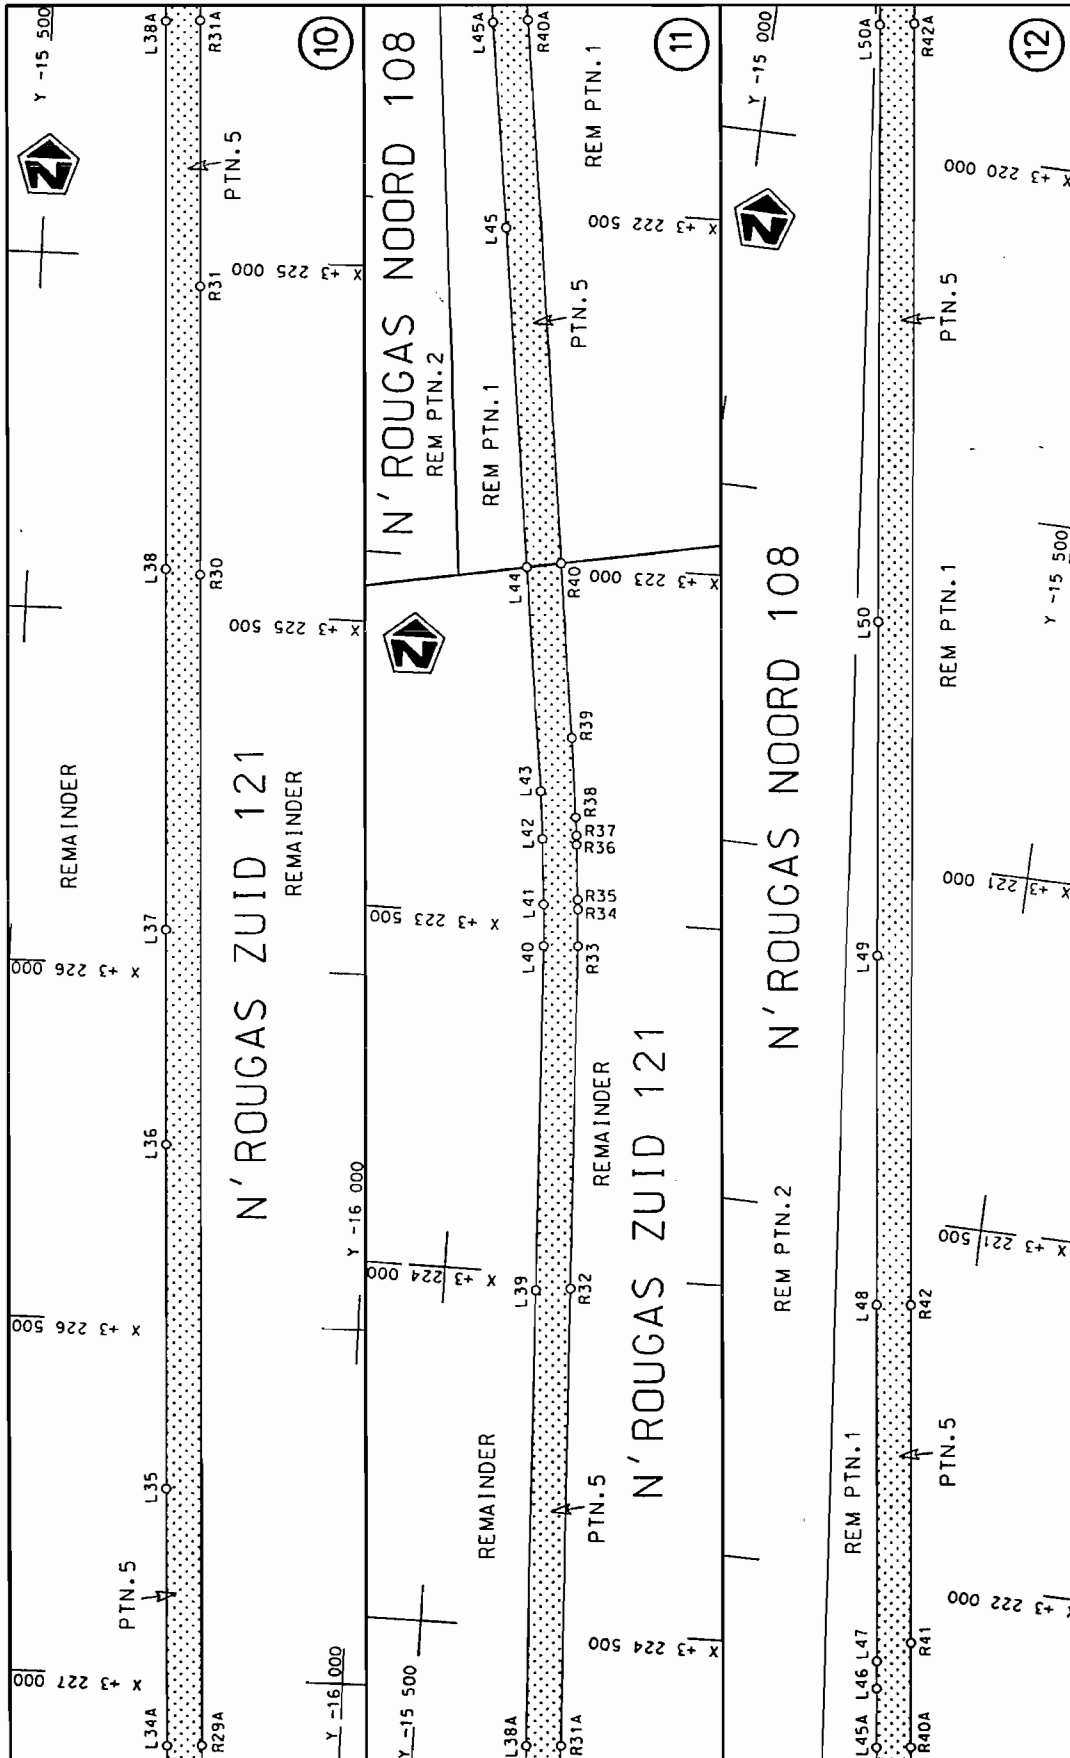 10
Y -15 500
L38A
R31A
N
PTN.5
R31
X +3 225 000
L38
R30
X +3 225 500
REMAINDER
N'ROUGAS ZUID 121
REMAINDER
L37
X +3 226 000
L36
Y -16 000
X +3 226 500
L35
PTN.5
X +3 227 000
Y -16 000
L34A
R29A
11
N'ROUGAS NOORD 108
REM PTN.2
L45A
R40A
REM PTN.1
L45
X +3 222 500
PTN.5
REM PTN.1
L44
R40
X +3 223 000
N
R39
L43
R38
L42
R37
R36
L41
R35
R34
X +3 223 500
L40
R33
REMAINDER
N'ROUGAS ZUID 121
X +3 224 000
L39
R32
REMAINDER
PTN.5
X +3 224 500
Y -15 500
L38A
R31A
12
Y -15 000
L50A
R42A
N
X +3 220 000
PTN.5
Y -15 500
L50
REM PTN.1
N'ROUGAS NOORD 108
X +3 221 000
L49
REM PTN.2
X +3 221 500
L48
R42
REM PTN.1
PTN.5
X +3 222 000
R41
L47
L46
L45A
R40A